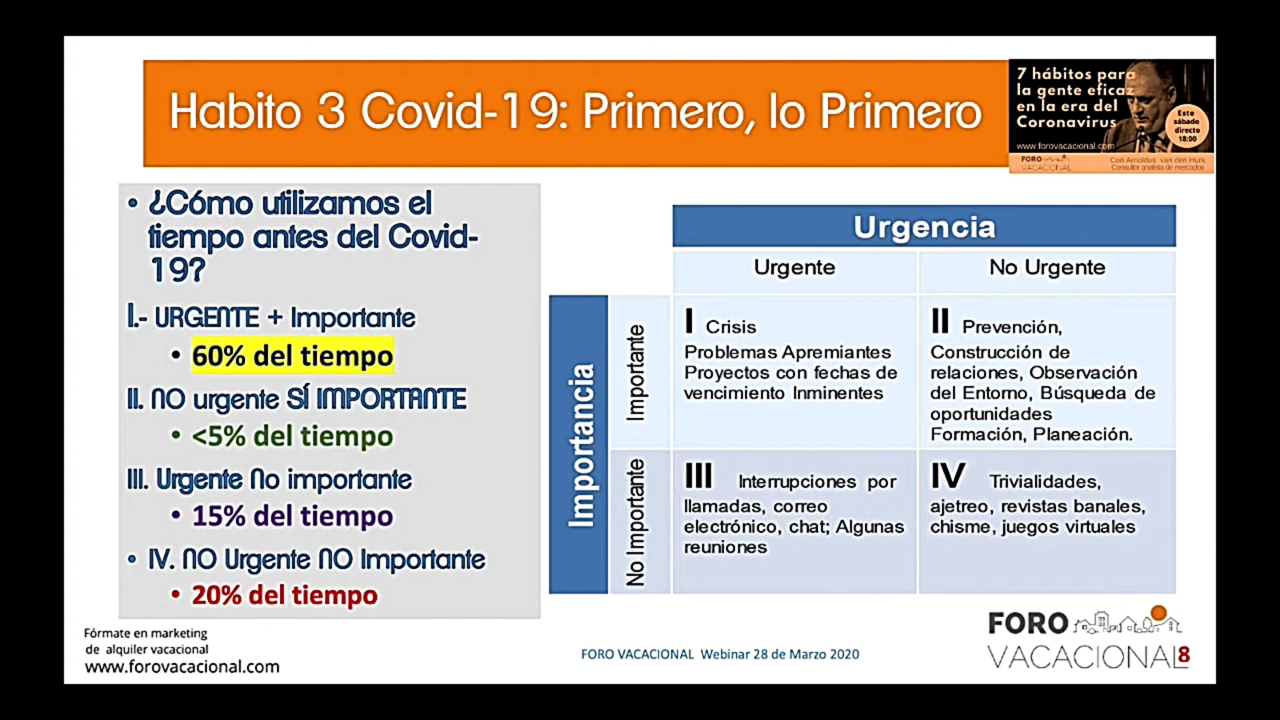 Habito 3 Covid-19: Primero, lo Primero
7 hábitos para
la gente eficaz
en la era del
Coronavirus
Este
sábado
directo
18:00
www.forovacacional.com
FORO
VACACIONAL
Con Arnoldus van den Hurk
Consultor analista de mercados
• ¿Cómo utilizamos el
tiempo antes del Covid-
19?
I.- URGENTE + Importante
• 60% del tiempo
II. NO urgente SÍ IMPORTANTE
• <5% del tiempo
III. Urgente No importante
• 15% del tiempo
• IV. NO Urgente NO Importante
• 20% del tiempo
Urgencia
Urgente
No Urgente
Importancia
Importante
I Crisis
Problemas Apremiantes
Proyectos con fechas de
vencimiento Inminentes
II Prevención,
Construcción de
relaciones, Observación
del Entorno, Búsqueda de
oportunidades
Formación, Planeación.
No Importante
III Interrupciones por
llamadas, correo
electrónico, chat; Algunas
reuniones
IV Trivialidades,
ajetreo, revistas banales,
chisme, juegos virtuales
Fórmate en marketing
de alquiler vacacional
www.forovacacional.com
FORO VACACIONAL Webinar 28 de Marzo 2020
FORO
VACACIONAL
8